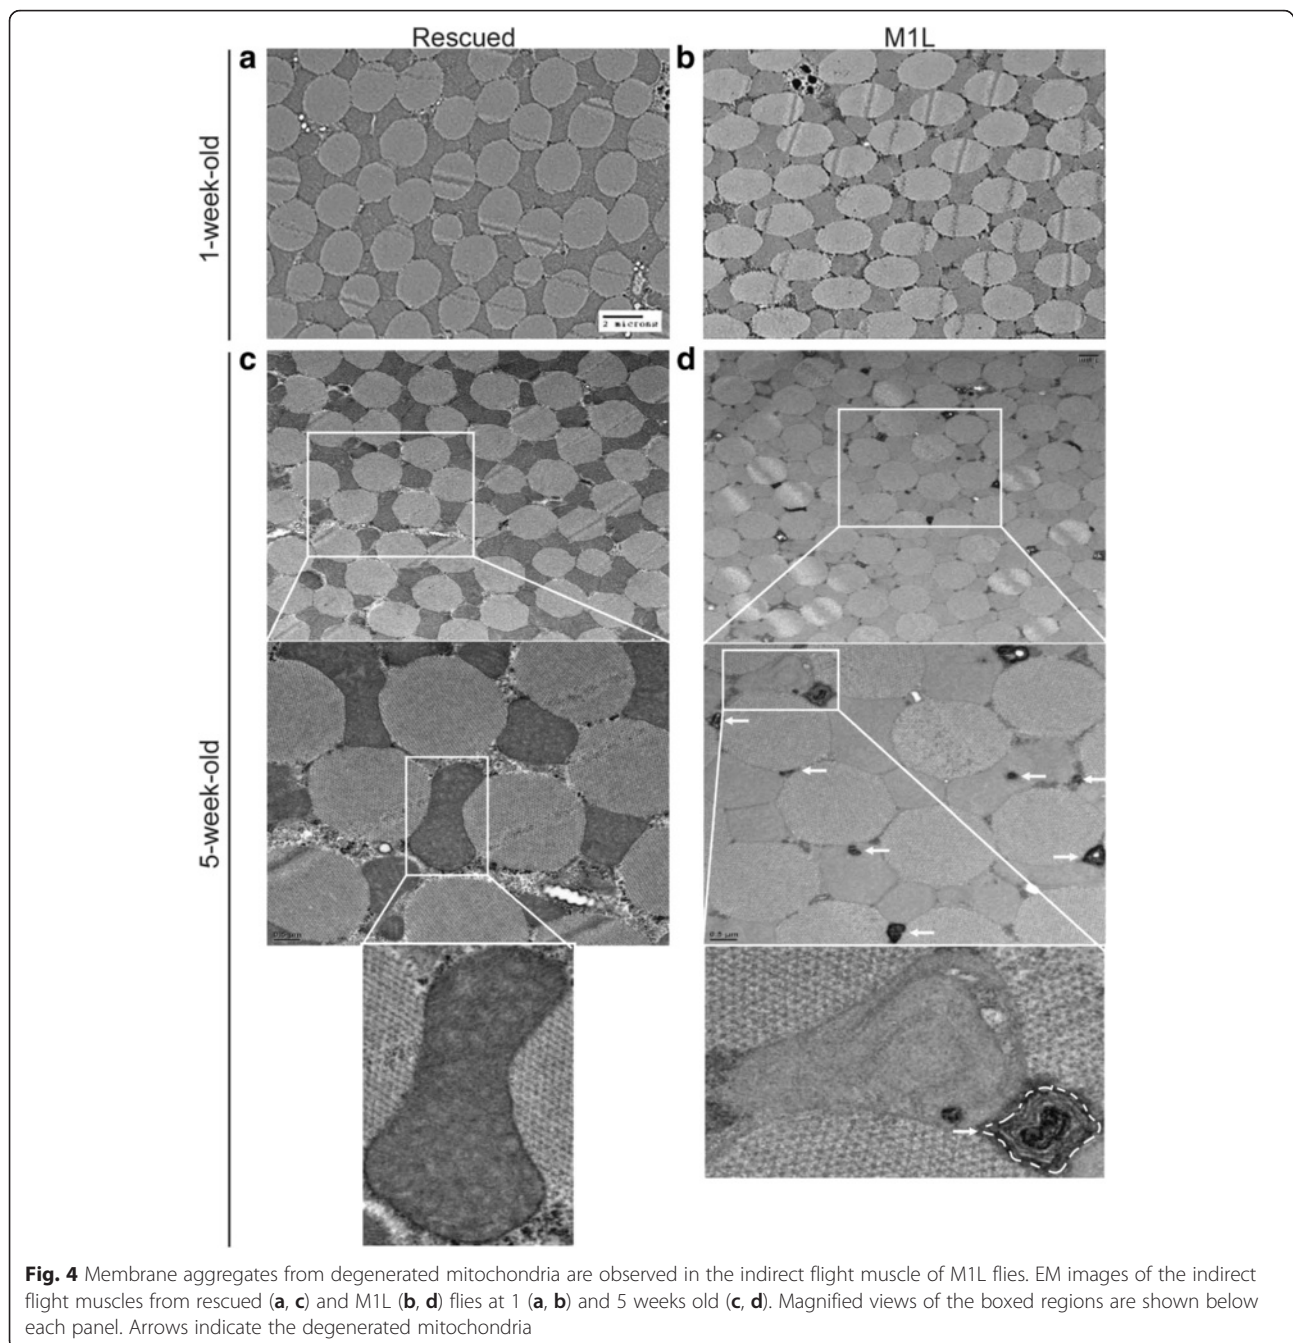 Rescued
M1L
a
b
1-week-old
2 microns
c
d
5-week-old
0.5 µm
Fig. 4 Membrane aggregates from degenerated mitochondria are observed in the indirect flight muscle of M1L flies. EM images of the indirect
flight muscles from rescued (a, c) and M1L (b, d) flies at 1 (a, b) and 5 weeks old (c, d). Magnified views of the boxed regions are shown below
each panel. Arrows indicate the degenerated mitochondria